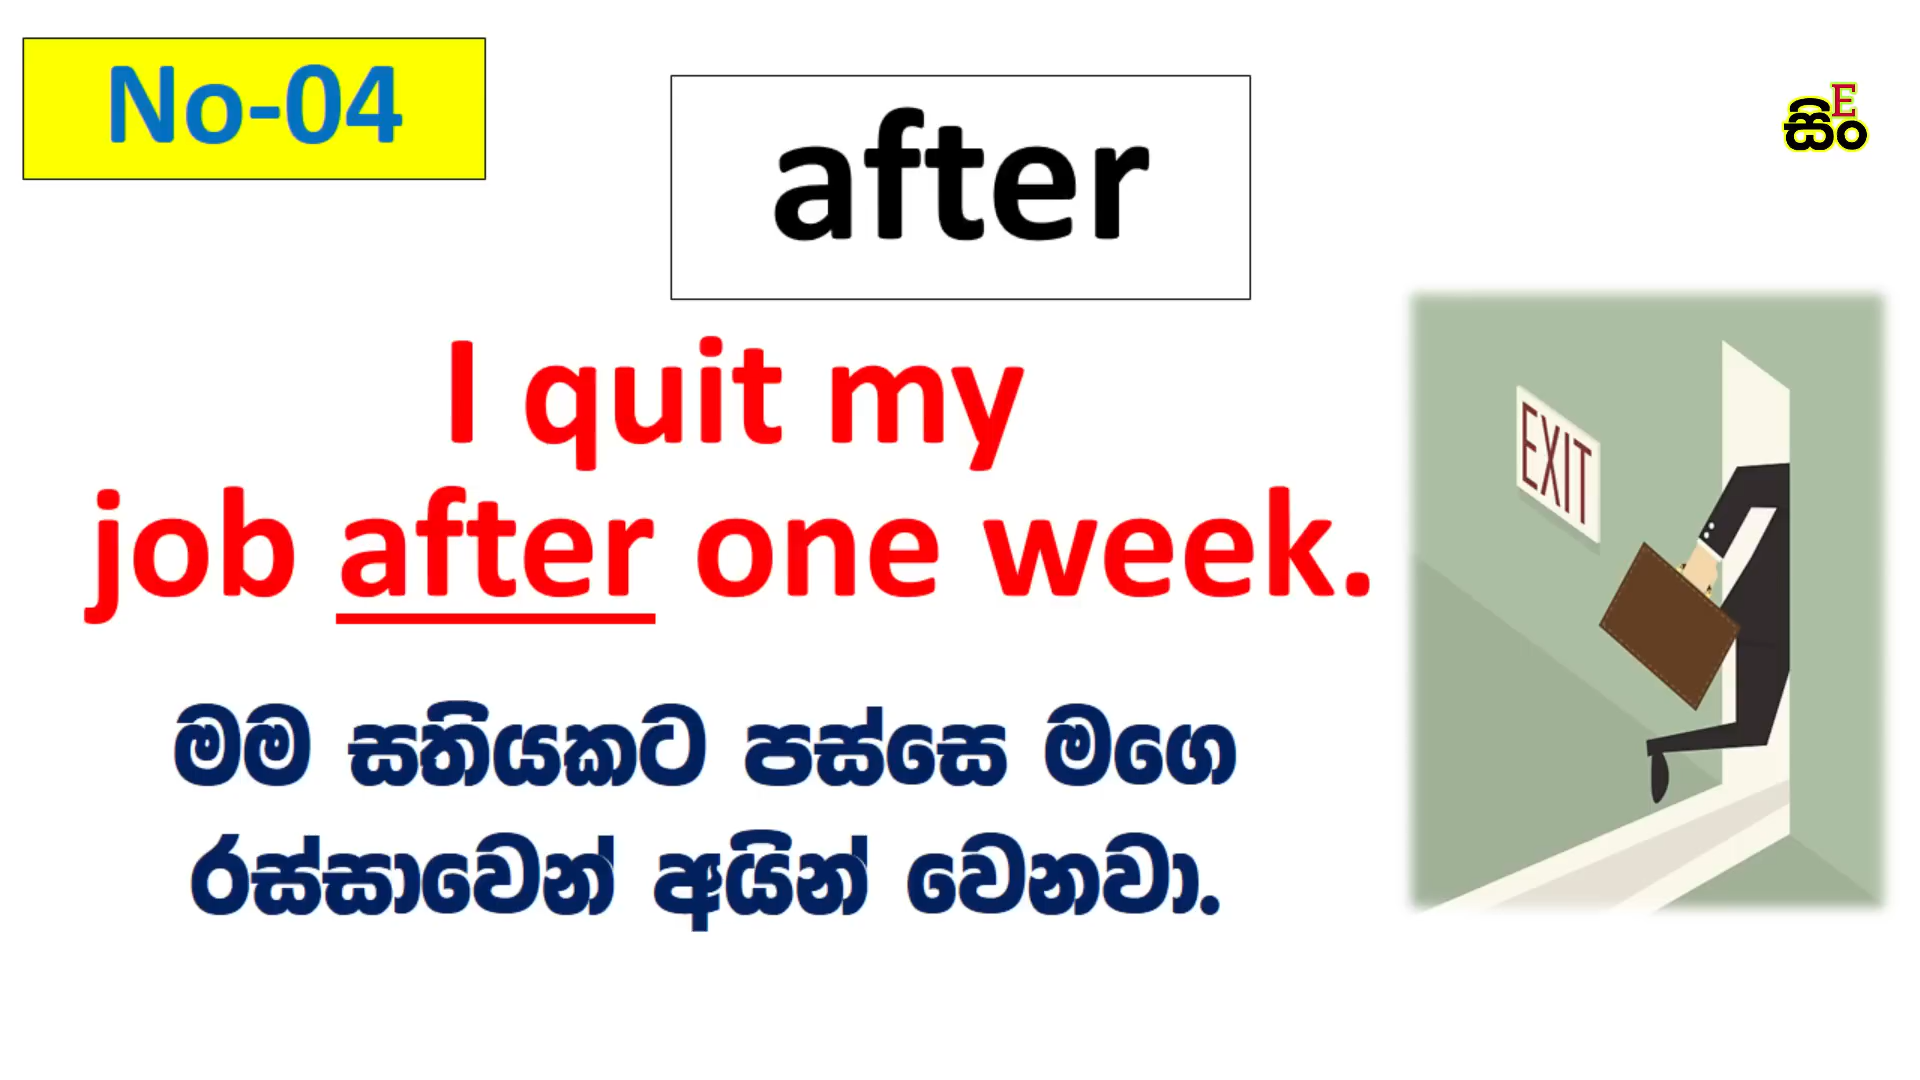 No-04
after
E
සිං
I quit my
job after one week.
EXIT
මම සතියකට පස්සෙ මගෙ
රස්සාවෙන් අයින් වෙනවා.